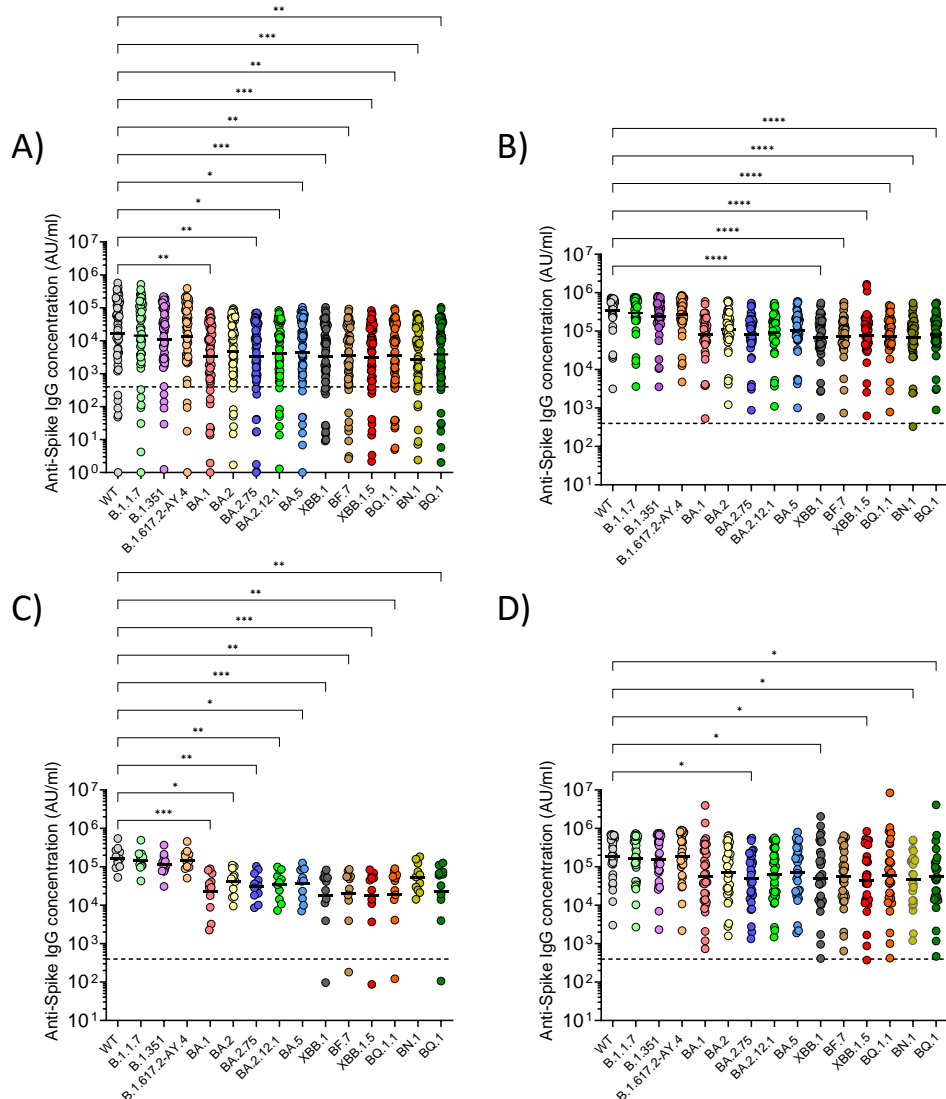 A)
**
***
**
***
**
***
*
*
**
**
Anti-Spike IgG concentration (AU/ml)
10⁷
10⁶
10⁵
10⁴
10³
10²
10¹
10⁰
WT
B.1.1.7
B.1.351
B.1.617.2-AY.4
BA.1
BA.2
BA.2.75
BA.2.12.1
BA.5
XBB.1
BF.7
XBB.1.5
BQ.1.1
BN.1
BQ.1
B)
****
****
****
****
****
****
Anti-Spike IgG concentration (AU/ml)
10⁷
10⁶
10⁵
10⁴
10³
10²
10¹
WT
B.1.1.7
B.1.351
B.1.617.2-AY.4
BA.1
BA.2
BA.2.75
BA.2.12.1
BA.5
XBB.1
BF.7
XBB.1.5
BQ.1.1
BN.1
BQ.1
C)
**
**
***
**
***
*
**
**
*
***
Anti-Spike IgG concentration (AU/ml)
10⁷
10⁶
10⁵
10⁴
10³
10²
10¹
WT
B.1.1.7
B.1.351
B.1.617.2-AY.4
BA.1
BA.2
BA.2.75
BA.2.12.1
BA.5
XBB.1
BF.7
XBB.1.5
BQ.1.1
BN.1
BQ.1
D)
*
*
*
*
*
Anti-Spike IgG concentration (AU/ml)
10⁷
10⁶
10⁵
10⁴
10³
10²
10¹
WT
B.1.1.7
B.1.351
B.1.617.2-AY.4
BA.1
BA.2
BA.2.75
BA.2.12.1
BA.5
XBB.1
BF.7
XBB.1.5
BQ.1.1
BN.1
BQ.1